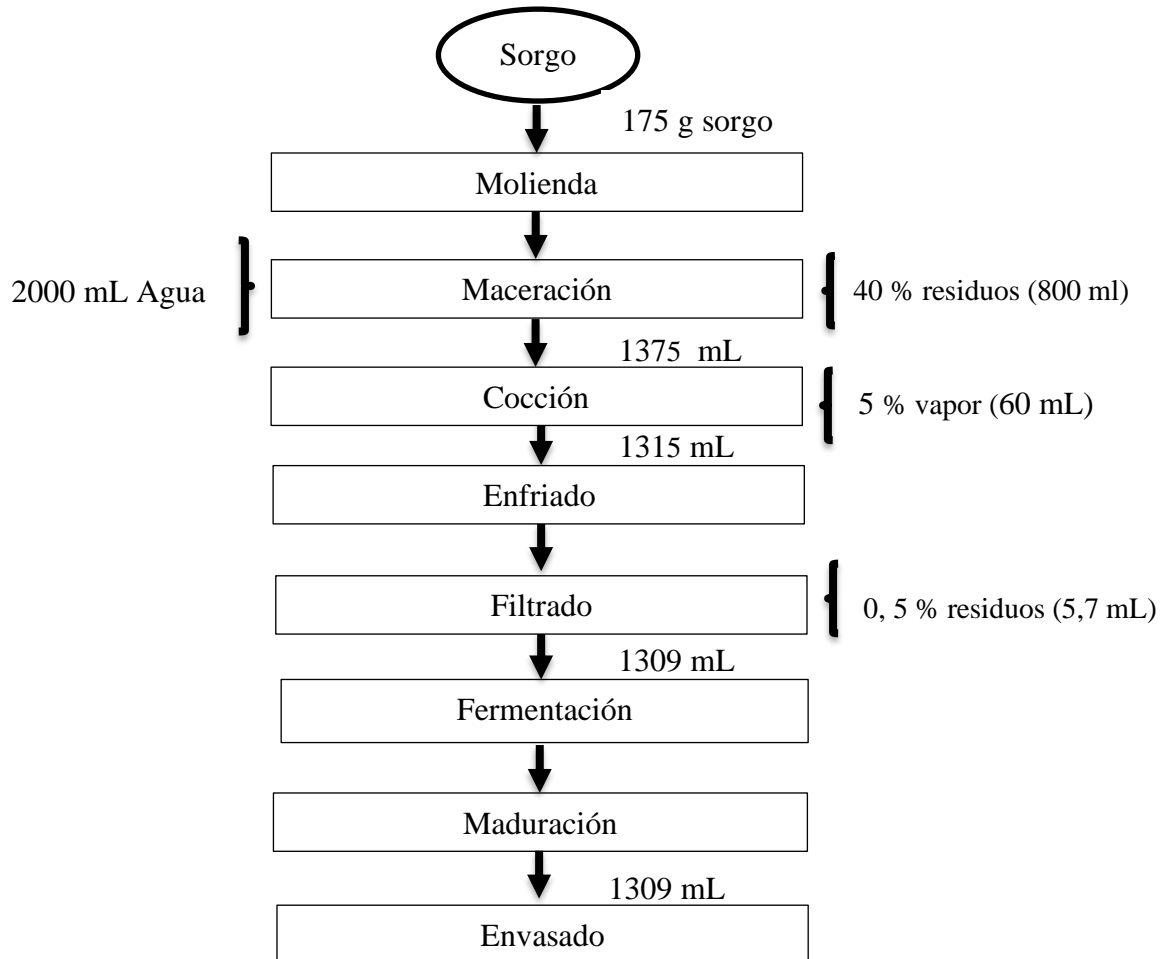 Sorgo
175 g sorgo
Molienda
2000 mL Agua
Maceración
40 % residuos (800 ml)
1375 mL
Cocción
5 % vapor (60 mL)
1315 mL
Enfriado
Filtrado
0, 5 % residuos (5,7 mL)
1309 mL
Fermentación
Maduración
1309 mL
Envasado